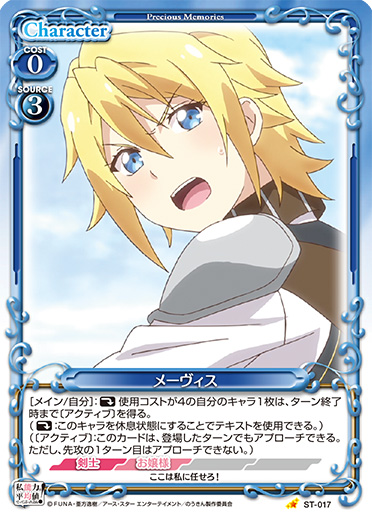 Precious Memories
Character
COST
0
SOURCE
3
メーヴィス
[メイン/自分]: 使用コストが4の自分のキャラ1枚は、ターン終了
時まで〔アクティブ〕を得る。
( :このキャラを休息状態にすることでテキストを使用できる。)
(〔アクティブ〕:このカードは、登場したターンでもアプローチできる。
ただし、先攻の1ターン目はアプローチできない。)
剣士 お嬢様
ここは私に任せろ!
私、能力は
平均値
©FUNA・亜方逸樹/アース・スター エンターテイメント/のうきん製作委員会
ST-017